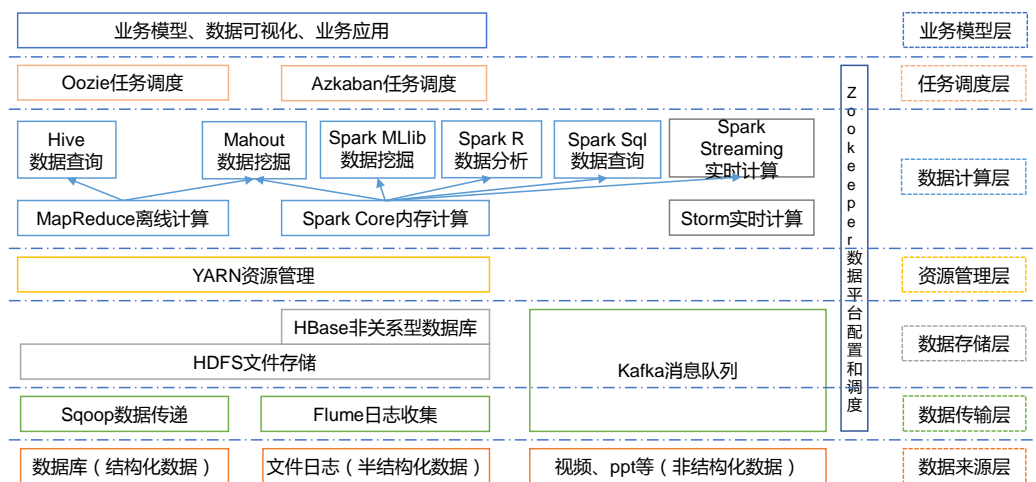 业务模型、数据可视化、业务应用
业务模型层
Oozie任务调度
Azkaban任务调度
任务调度层
Hive
数据查询
Mahout
数据挖掘
Spark MLlib
数据挖掘
Spark R
数据分析
Spark Sql
数据查询
Spark
Streaming
实时计算
数据计算层
MapReduce离线计算
Spark Core内存计算
Storm实时计算
Zookeeper数据平台配置和调度
YARN资源管理
资源管理层
HBase非关系型数据库
HDFS文件存储
Kafka消息队列
数据存储层
Sqoop数据传递
Flume日志收集
数据传输层
数据库（结构化数据）
文件日志（半结构化数据）
视频、ppt等（非结构化数据）
数据来源层